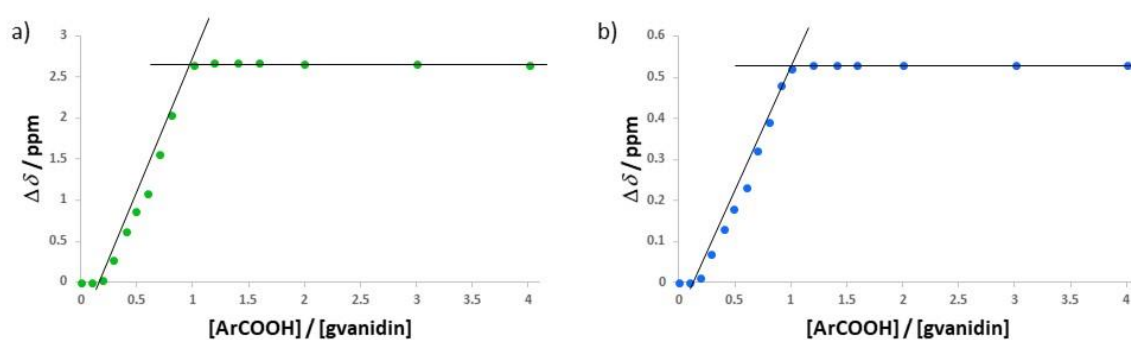 a)
3
2.5
2
1.5
1
0.5
0
Δδ / ppm
0 0.5 1 1.5 2 2.5 3 3.5 4
[ArCOOH] / [gvanidin]
b)
0.6
0.5
0.4
0.3
0.2
0.1
0
Δδ / ppm
0 0.5 1 1.5 2 2.5 3 3.5 4
[ArCOOH] / [gvanidin]